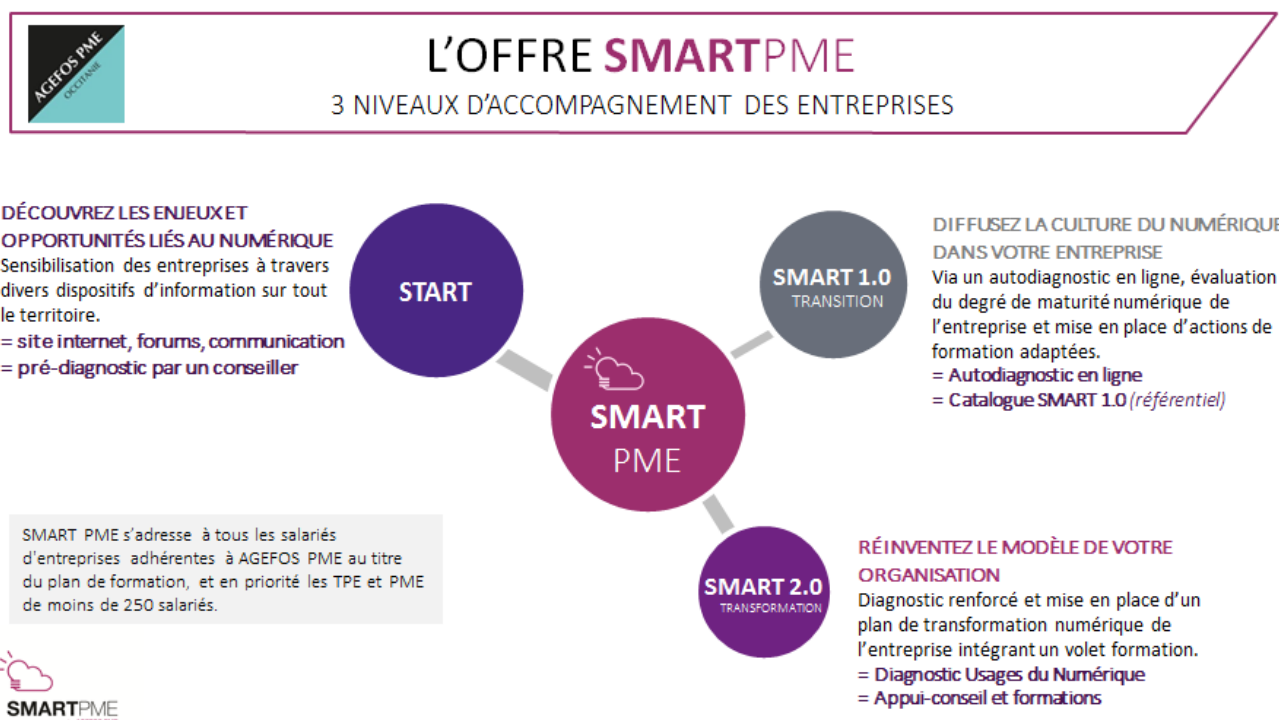 AGEFOS PME
OCCITANIE
L'OFFRE SMARTPME
3 NIVEAUX D'ACCOMPAGNEMENT DES ENTREPRISES
DÉCOUVREZ LES ENJEUX ET
OPPORTUNITÉS LIÉS AU NUMÉRIQUE
Sensibilisation des entreprises à travers
divers dispositifs d'information sur tout
le territoire.
= site internet, forums, communication
= pré-diagnostic par un conseiller
START
SMART 1.0
TRANSITION
DIFFUSEZ LA CULTURE DU NUMÉRIQUE
DANS VOTRE ENTREPRISE
Via un autodiagnostic en ligne, évaluation
du degré de maturité numérique de
l'entreprise et mise en place d'actions de
formation adaptées.
= Autodiagnostic en ligne
= Catalogue SMART 1.0 (référentiel)
SMART
PME
SMART PME s'adresse à tous les salariés
d'entreprises adhérentes à AGEFOS PME au titre
du plan de formation, et en priorité les TPE et PME
de moins de 250 salariés.
SMART 2.0
TRANSFORMATION
RÉINVENTEZ LE MODÈLE DE VOTRE
ORGANISATION
Diagnostic renforcé et mise en place d'un
plan de transformation numérique de
l'entreprise intégrant un volet formation.
= Diagnostic Usages du Numérique
= Appui-conseil et formations
SMARTPME